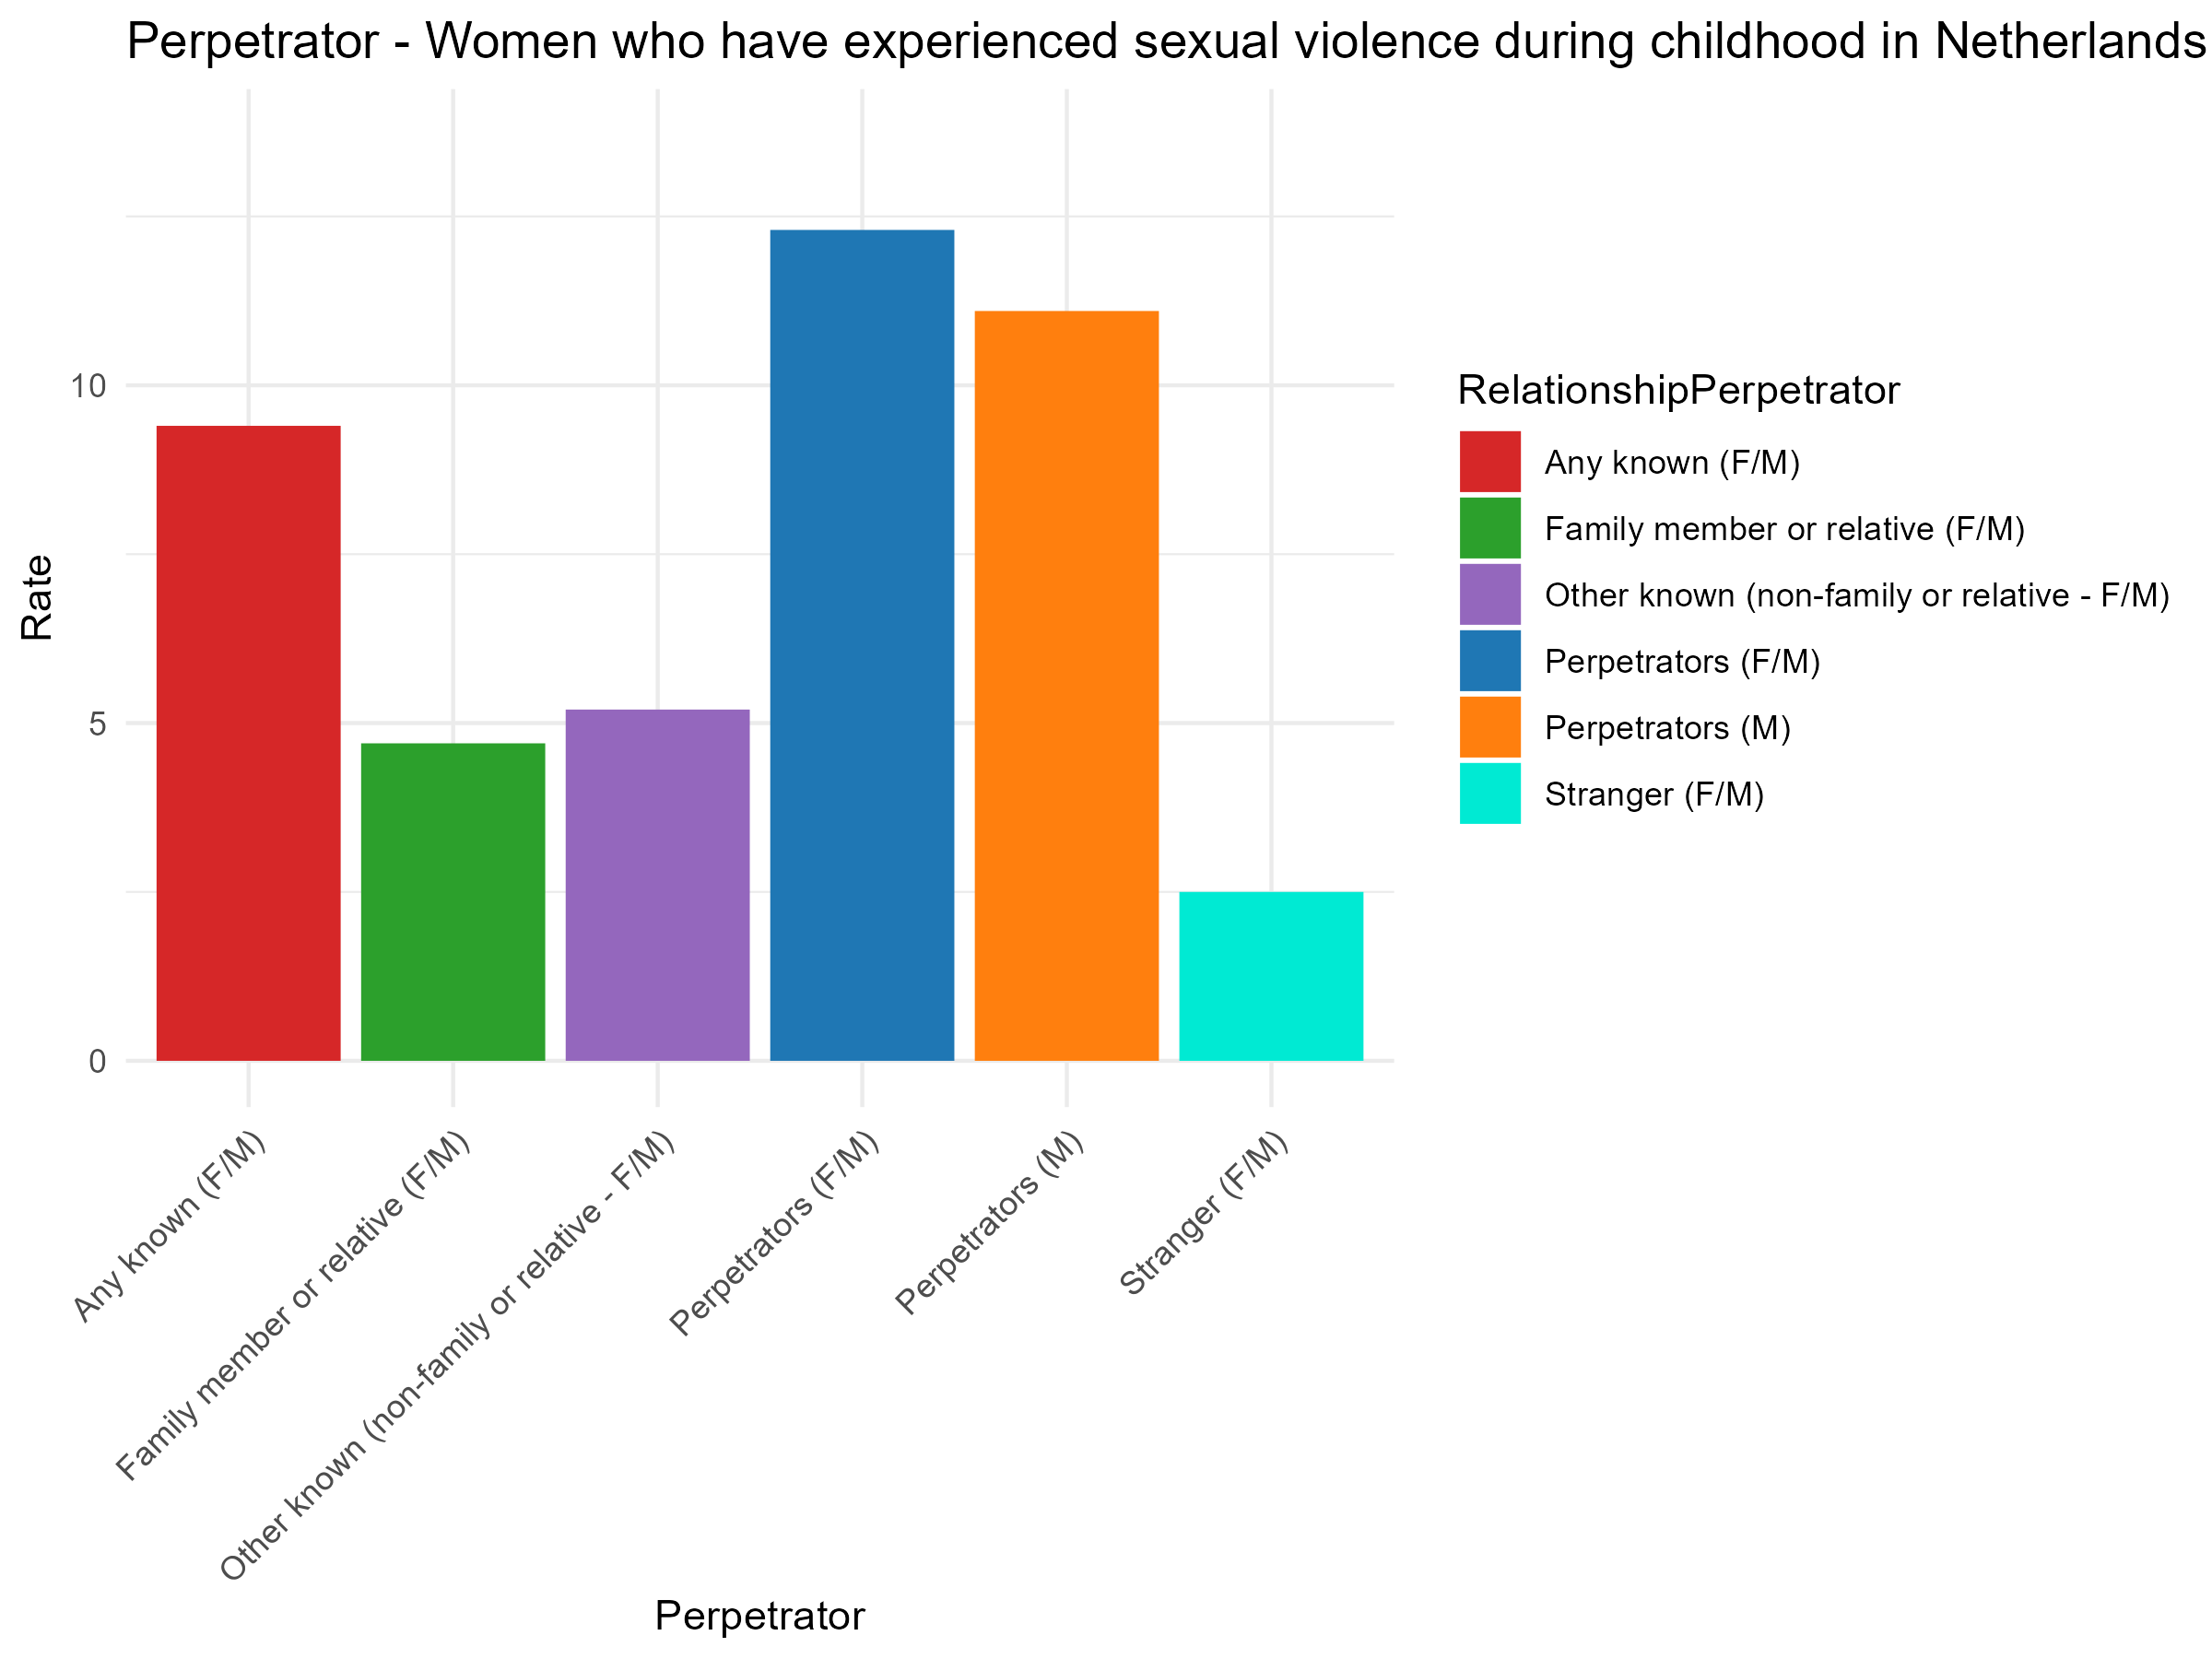 Perpetrator - Women who have experienced sexual violence during childhood in Netherlands
Rate
10
5
0
Any known (F/M)
Family member or relative (F/M)
Other known (non-family or relative - F/M)
Perpetrators (F/M)
Perpetrators (M)
Stranger (F/M)
Perpetrator
RelationshipPerpetrator
Any known (F/M)
Family member or relative (F/M)
Other known (non-family or relative - F/M)
Perpetrators (F/M)
Perpetrators (M)
Stranger (F/M)